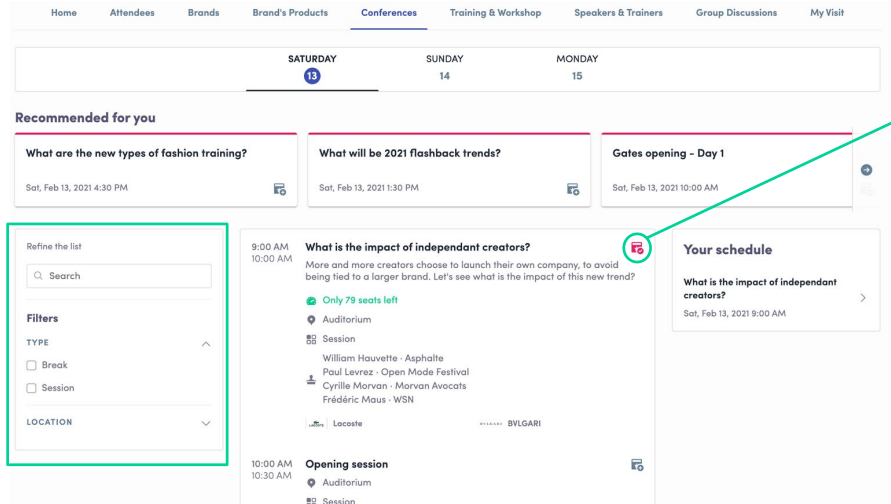 Home Attendees Brands Brand's Products Conferences Training & Workshop Speakers & Trainers Group Discussions My Visit
SATURDAY SUNDAY MONDAY
13 14 15
Recommended for you
What are the new types of fashion training?
Sat, Feb 13, 2021 4:30 PM
What will be 2021 flashback trends?
Sat, Feb 13, 2021 1:30 PM
Gates opening - Day 1
Sat, Feb 13, 2021 10:00 AM
Refine the list
Search
Filters
TYPE
Break
Session
LOCATION
9:00 AM
10:00 AM
What is the impact of independant creators?
More and more creators choose to launch their own company, to avoid
being tied to a larger brand. Let's see what is the impact of this new trend?
Only 79 seats left
Auditorium
Session
William Hauvette · Asphalte
Paul Levrez · Open Mode Festival
Cyrille Morvan · Morvan Avocats
Frédéric Maus · WSN
Lacoste
BVLGARI
10:00 AM
10:30 AM
Opening session
Auditorium
Session
Your schedule
What is the impact of independant
creators?
Sat, Feb 13, 2021 9:00 AM